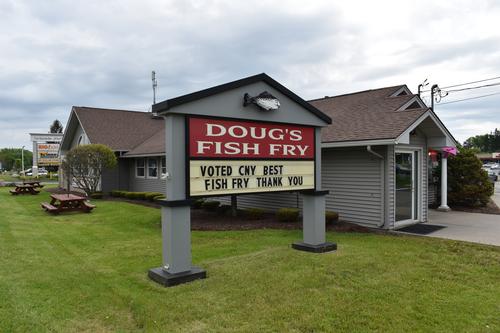 DOUG'S
FISH FRY
VOTED CNY BEST
FISH FRY THANK YOU